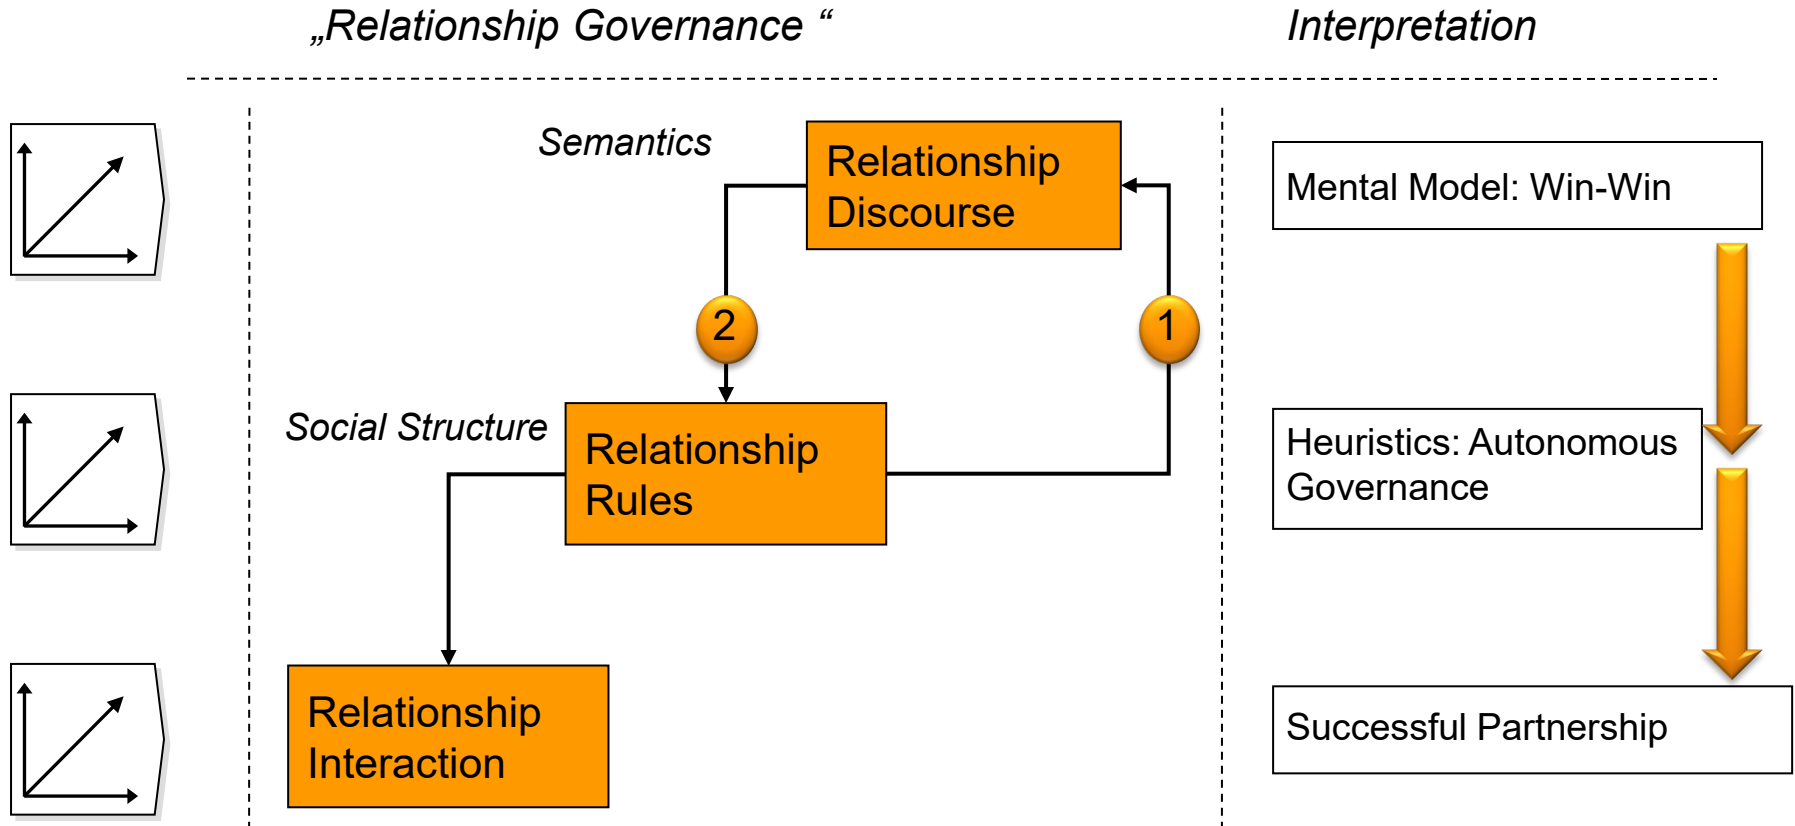 „Relationship Governance “
Interpretation
Semantics
Relationship
Discourse
Mental Model: Win-Win
2
1
Social Structure
Relationship
Rules
Heuristics: Autonomous
Governance
Relationship
Interaction
Successful Partnership